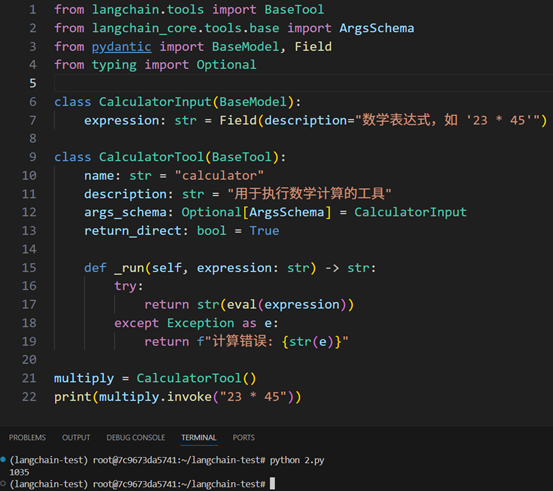 1 from langchain.tools import BaseTool
2 from langchain_core.tools.base import ArgsSchema
3 from pydantic import BaseModel, Field
4 from typing import Optional
5
6 class CalculatorInput(BaseModel):
7     expression: str = Field(description="数学表达式，如 '23 * 45'")
8
9 class CalculatorTool(BaseTool):
10     name: str = "calculator"
11     description: str = "用于执行数学计算的工具"
12     args_schema: Optional[ArgsSchema] = CalculatorInput
13     return_direct: bool = True
14
15     def _run(self, expression: str) -> str:
16         try:
17             return str(eval(expression))
18         except Exception as e:
19             return f"计算错误: {str(e)}"
20
21 multiply = CalculatorTool()
22 print(multiply.invoke("23 * 45"))
PROBLEMS OUTPUT DEBUG CONSOLE TERMINAL PORTS
(langchain-test) root@7c9673da5741:~/langchain-test# python 2.py
1035
(langchain-test) root@7c9673da5741:~/langchain-test#